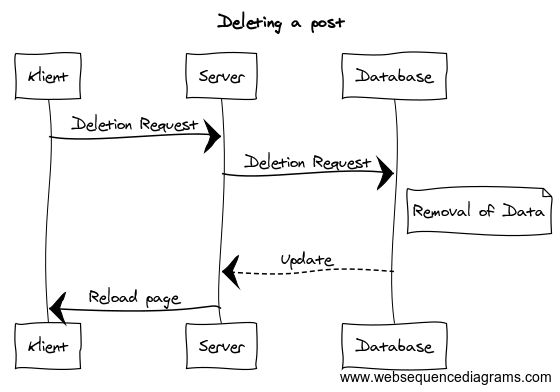 Deleting a post
Klient
Server
Database
Deletion Request
Deletion Request
Removal of Data
Update
Reload page
Klient
Server
Database
www.websequencediagrams.com